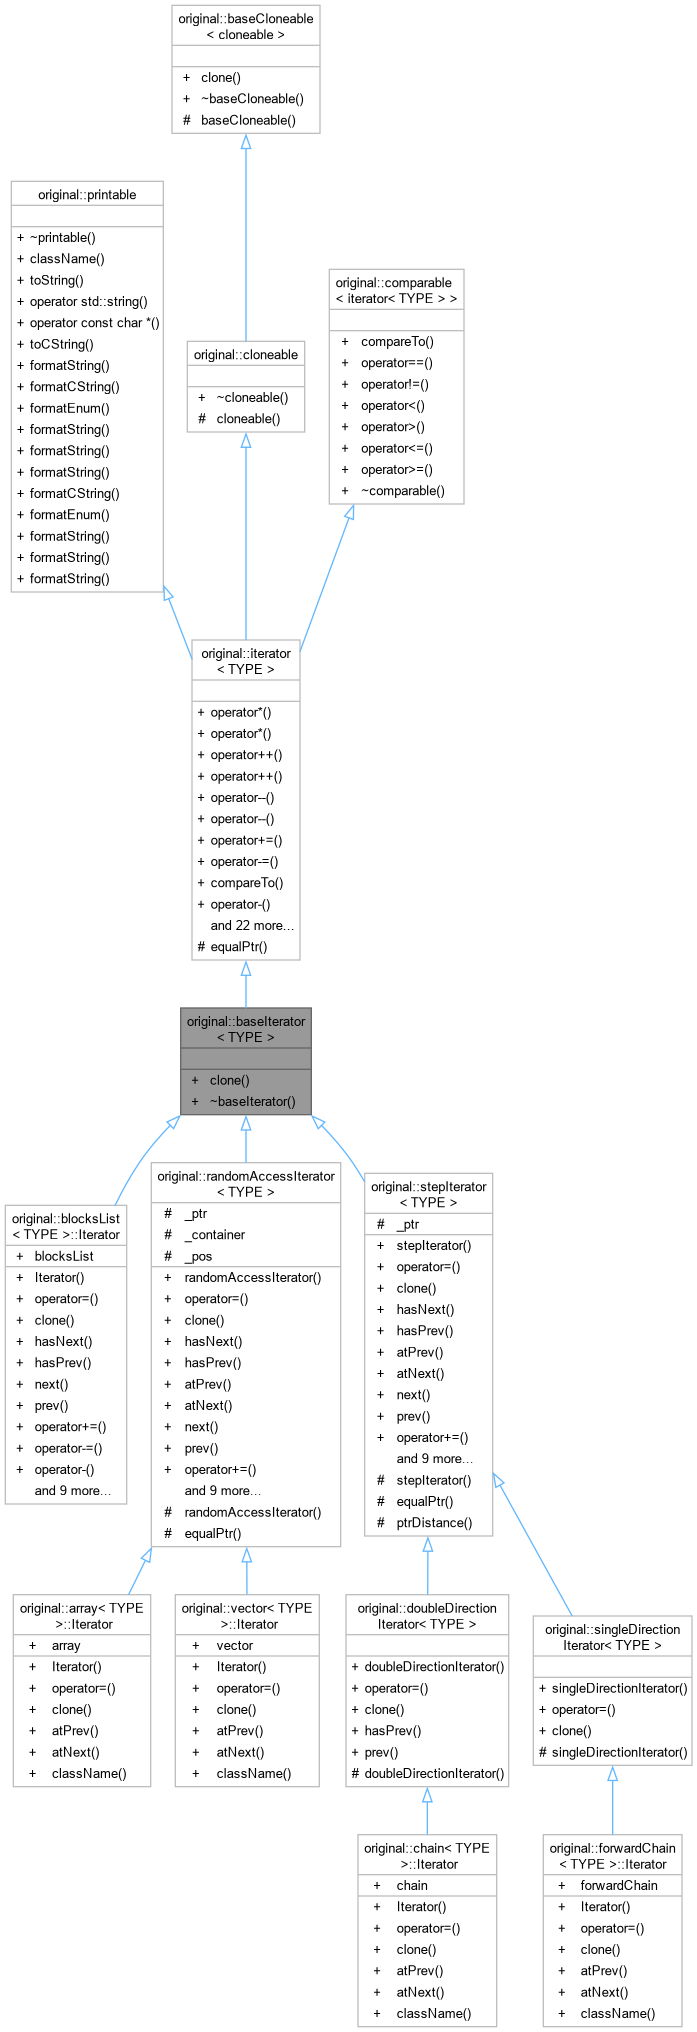 original::baseCloneable
< cloneable >
+ clone()
+ ~baseCloneable()
# baseCloneable()
original::printable
+ ~printable()
+ className()
+ toString()
+ operator std::string()
+ operator const char *()
+ toCString()
+ formatString()
+ formatCString()
+ formatEnum()
+ formatString()
+ formatString()
+ formatString()
+ formatCString()
+ formatEnum()
+ formatString()
+ formatString()
+ formatString()
original::cloneable
+ ~cloneable()
# cloneable()
original::comparable
< iterator< TYPE > >
+ compareTo()
+ operator==()
+ operator!=()
+ operator<()
+ operator>()
+ operator<=()
+ operator>=()
+ ~comparable()
original::iterator
< TYPE >
+ operator*()
+ operator*()
+ operator++()
+ operator++()
+ operator--()
+ operator--()
+ operator+=()
+ operator-=()
+ compareTo()
+ operator-()
and 22 more...
# equalPtr()
original::baseIterator
< TYPE >
+ clone()
+ ~baseIterator()
original::blocksList
< TYPE >::Iterator
+ blocksList
+ Iterator()
+ operator=()
+ clone()
+ hasNext()
+ hasPrev()
+ next()
+ prev()
+ operator+=()
+ operator-=()
+ operator-()
and 9 more...
original::randomAccessIterator
< TYPE >
# _ptr
# _container
# _pos
+ randomAccessIterator()
+ operator=()
+ clone()
+ hasNext()
+ hasPrev()
+ atPrev()
+ atNext()
+ next()
+ prev()
+ operator+=()
and 9 more...
# randomAccessIterator()
# equalPtr()
original::stepIterator
< TYPE >
# _ptr
+ stepIterator()
+ operator=()
+ clone()
+ hasNext()
+ hasPrev()
+ atPrev()
+ atNext()
+ next()
+ prev()
+ operator+=()
and 9 more...
# stepIterator()
# equalPtr()
# ptrDistance()
original::array< TYPE
>::Iterator
+ array
+ Iterator()
+ operator=()
+ clone()
+ atPrev()
+ atNext()
+ className()
original::vector< TYPE
>::Iterator
+ vector
+ Iterator()
+ operator=()
+ clone()
+ atPrev()
+ atNext()
+ className()
original::doubleDirection
Iterator< TYPE >
+ doubleDirectionIterator()
+ operator=()
+ clone()
+ hasPrev()
+ prev()
# doubleDirectionIterator()
original::singleDirection
Iterator< TYPE >
+ singleDirectionIterator()
+ operator=()
+ clone()
# singleDirectionIterator()
original::chain< TYPE
>::Iterator
+ chain
+ Iterator()
+ operator=()
+ clone()
+ atPrev()
+ atNext()
+ className()
original::forwardChain
< TYPE >::Iterator
+ forwardChain
+ Iterator()
+ operator=()
+ clone()
+ atPrev()
+ atNext()
+ className()